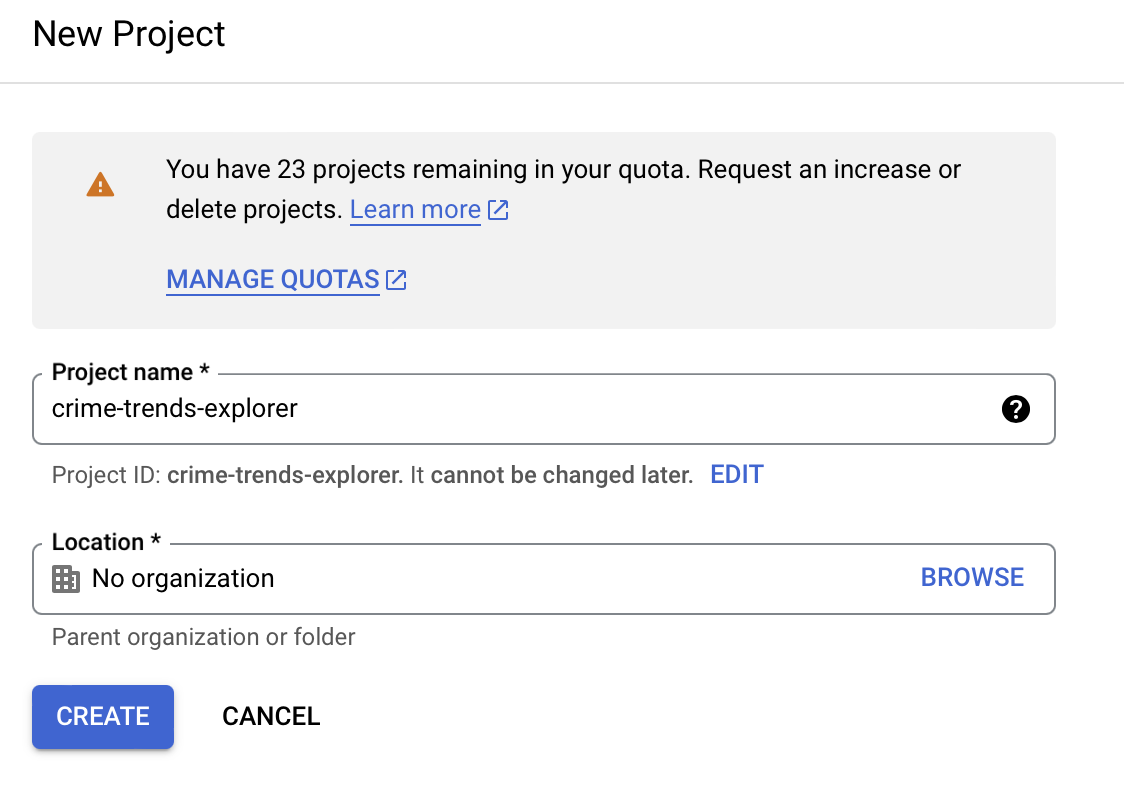 New Project
You have 23 projects remaining in your quota. Request an increase or
delete projects. Learn more
MANAGE QUOTAS
Project name *
crime-trends-explorer
Project ID: crime-trends-explorer. It cannot be changed later. EDIT
Location *
No organization BROWSE
Parent organization or folder
CREATE CANCEL